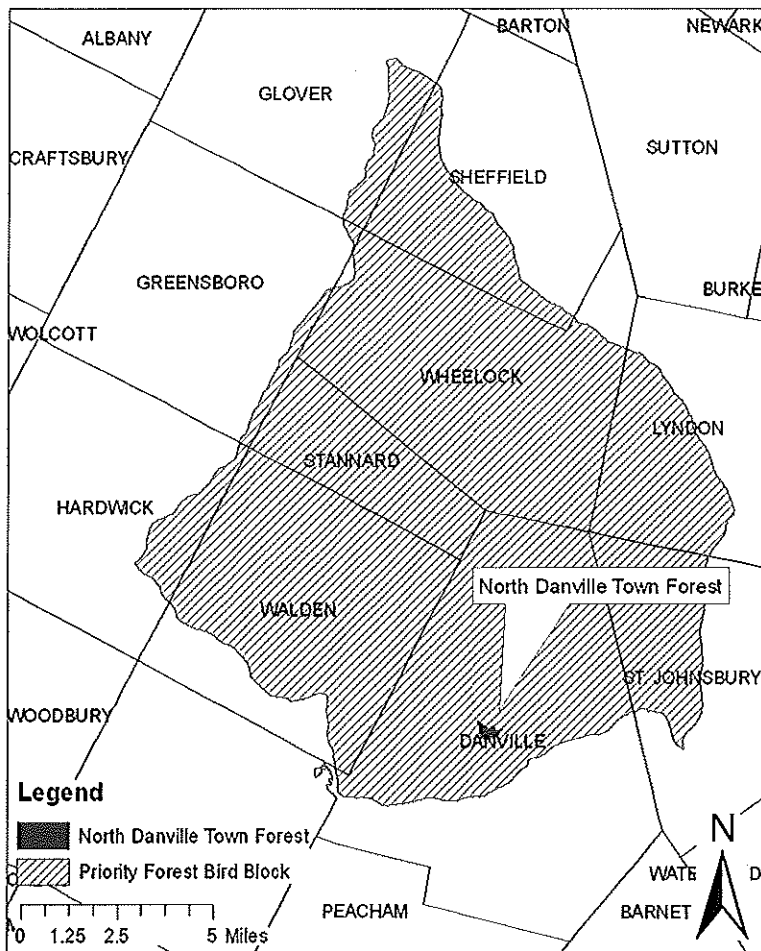 ALBANY
BARTON
NEWARK
GLOVER
CRAFTSBURY
SHEFFIELD
SUTTON
GREENSBORO
BURKE
WOLCOTT
WHEELOCK
LYNDON
STANNARD
HARDWICK
North Danville Town Forest
WALDEN
ST. JOHNSBURY
WOODBURY
DANVILLE
Legend
North Danville Town Forest
Priority Forest Bird Block
0 1.25 2.5 5 Miles
N
WATE
D
PEACHAM
BARNET